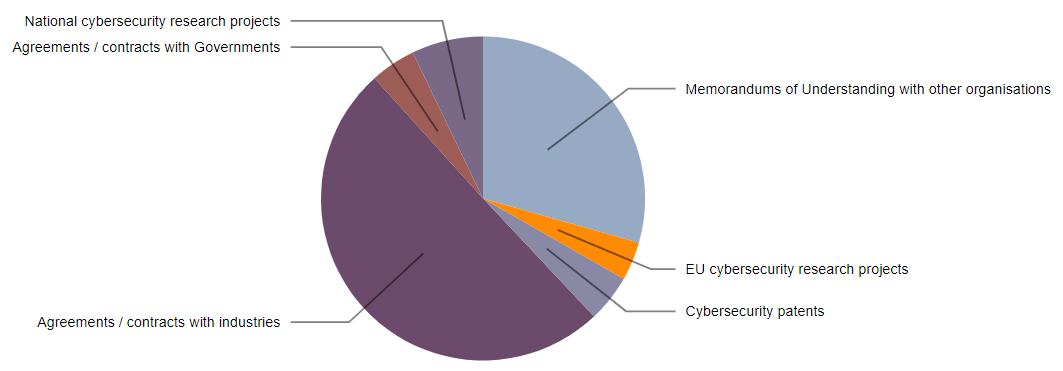 National cybersecurity research projects
Agreements / contracts with Governments
Memorandums of Understanding with other organisations
EU cybersecurity research projects
Cybersecurity patents
Agreements / contracts with industries